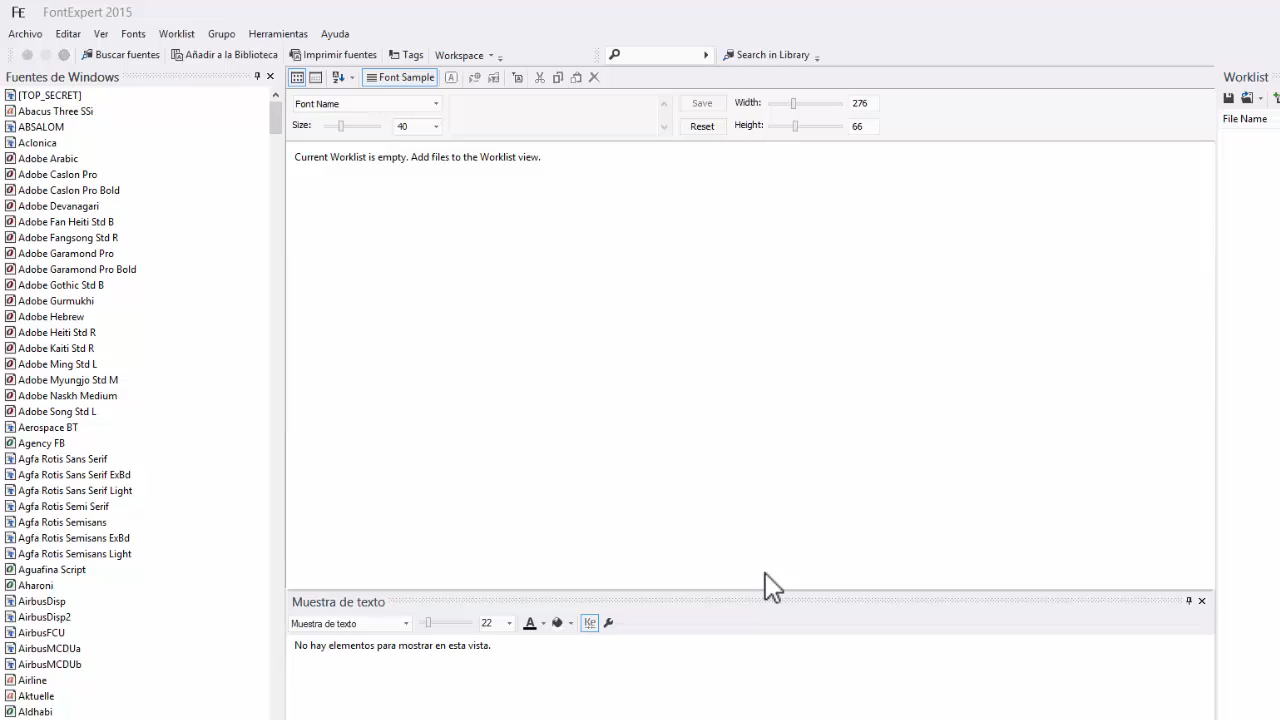 FE FontExpert 2015
Archivo Editar Ver Fonts Worklist Grupo Herramientas Ayuda
Buscar fuentes Añadir a la Biblioteca Imprimir fuentes Tags Workspace Search in Library
Fuentes de Windows
Font Sample
Worklist
Font Name
Save
Width: 276
Size: 40
Reset
Height: 66
File Name
Current Worklist is empty. Add files to the Worklist view.
[TOP_SECRET]
Abacus Three SSi
ABSALOM
Aclonica
Adobe Arabic
Adobe Caslon Pro
Adobe Caslon Pro Bold
Adobe Devanagari
Adobe Fan Heiti Std B
Adobe Fangsong Std R
Adobe Garamond Pro
Adobe Garamond Pro Bold
Adobe Gothic Std B
Adobe Gurmukhi
Adobe Hebrew
Adobe Heiti Std R
Adobe Kaiti Std R
Adobe Ming Std L
Adobe Myungjo Std M
Adobe Naskh Medium
Adobe Song Std L
Aerospace BT
Agency FB
Agfa Rotis Sans Serif
Agfa Rotis Sans Serif ExBd
Agfa Rotis Sans Serif Light
Agfa Rotis Semi Serif
Agfa Rotis Semisans
Agfa Rotis Semisans ExBd
Agfa Rotis Semisans Light
Aguafina Script
Aharoni
AirbusDisp
AirbusDisp2
AirbusFCU
AirbusMCDUa
AirbusMCDUb
Airline
Aktuelle
Aldhabi
Muestra de texto
Muestra de texto 22 A Ke
No hay elementos para mostrar en esta vista.